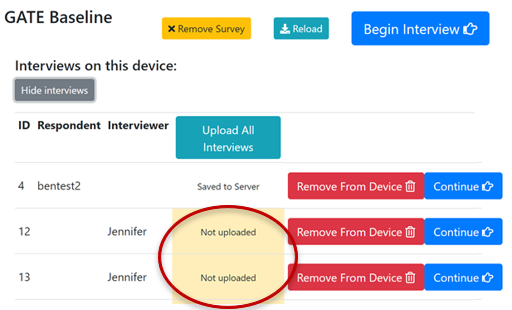 GATE Baseline
Remove Survey
Reload
Begin Interview
Interviews on this device:
Hide interviews
ID Respondent Interviewer Upload All
Interviews
4 bentest2 Saved to Server Remove From Device Continue
12 Jennifer Not uploaded Remove From Device Continue
13 Jennifer Not uploaded Remove From Device Continue